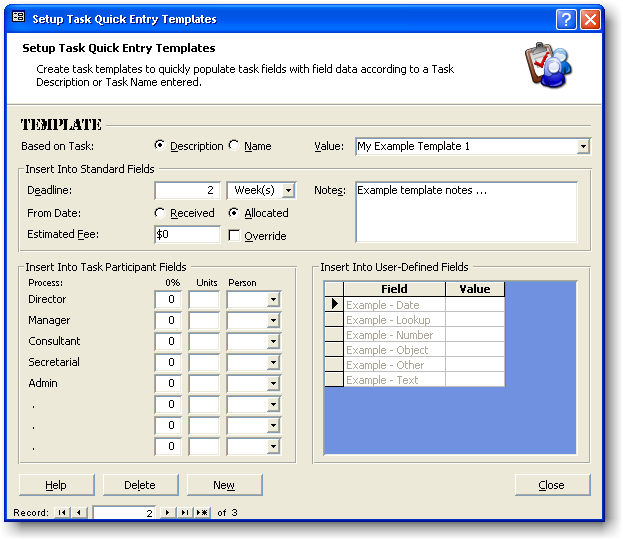 Setup Task Quick Entry Templates
Setup Task Quick Entry Templates
Create task templates to quickly populate task fields with field data according to a Task
Description or Task Name entered.
TEMPLATE
Based on Task: Description Name Value: My Example Template 1
Insert Into Standard Fields
Deadline: 2 Week(s) Notes: Example template notes ...
From Date: Received Allocated
Estimated Fee: $0 Override
Insert Into Task Participant Fields Insert Into User-Defined Fields
Process: 0% Units Person Field Value
Director 0 Example - Date
Manager 0 Example - Lookup
Consultant 0 Example - Number
Secretarial 0 Example - Object
Admin 0 Example - Other
. 0 Example - Text
. 0
. 0
Help Delete New Close
Record: 2 of 3